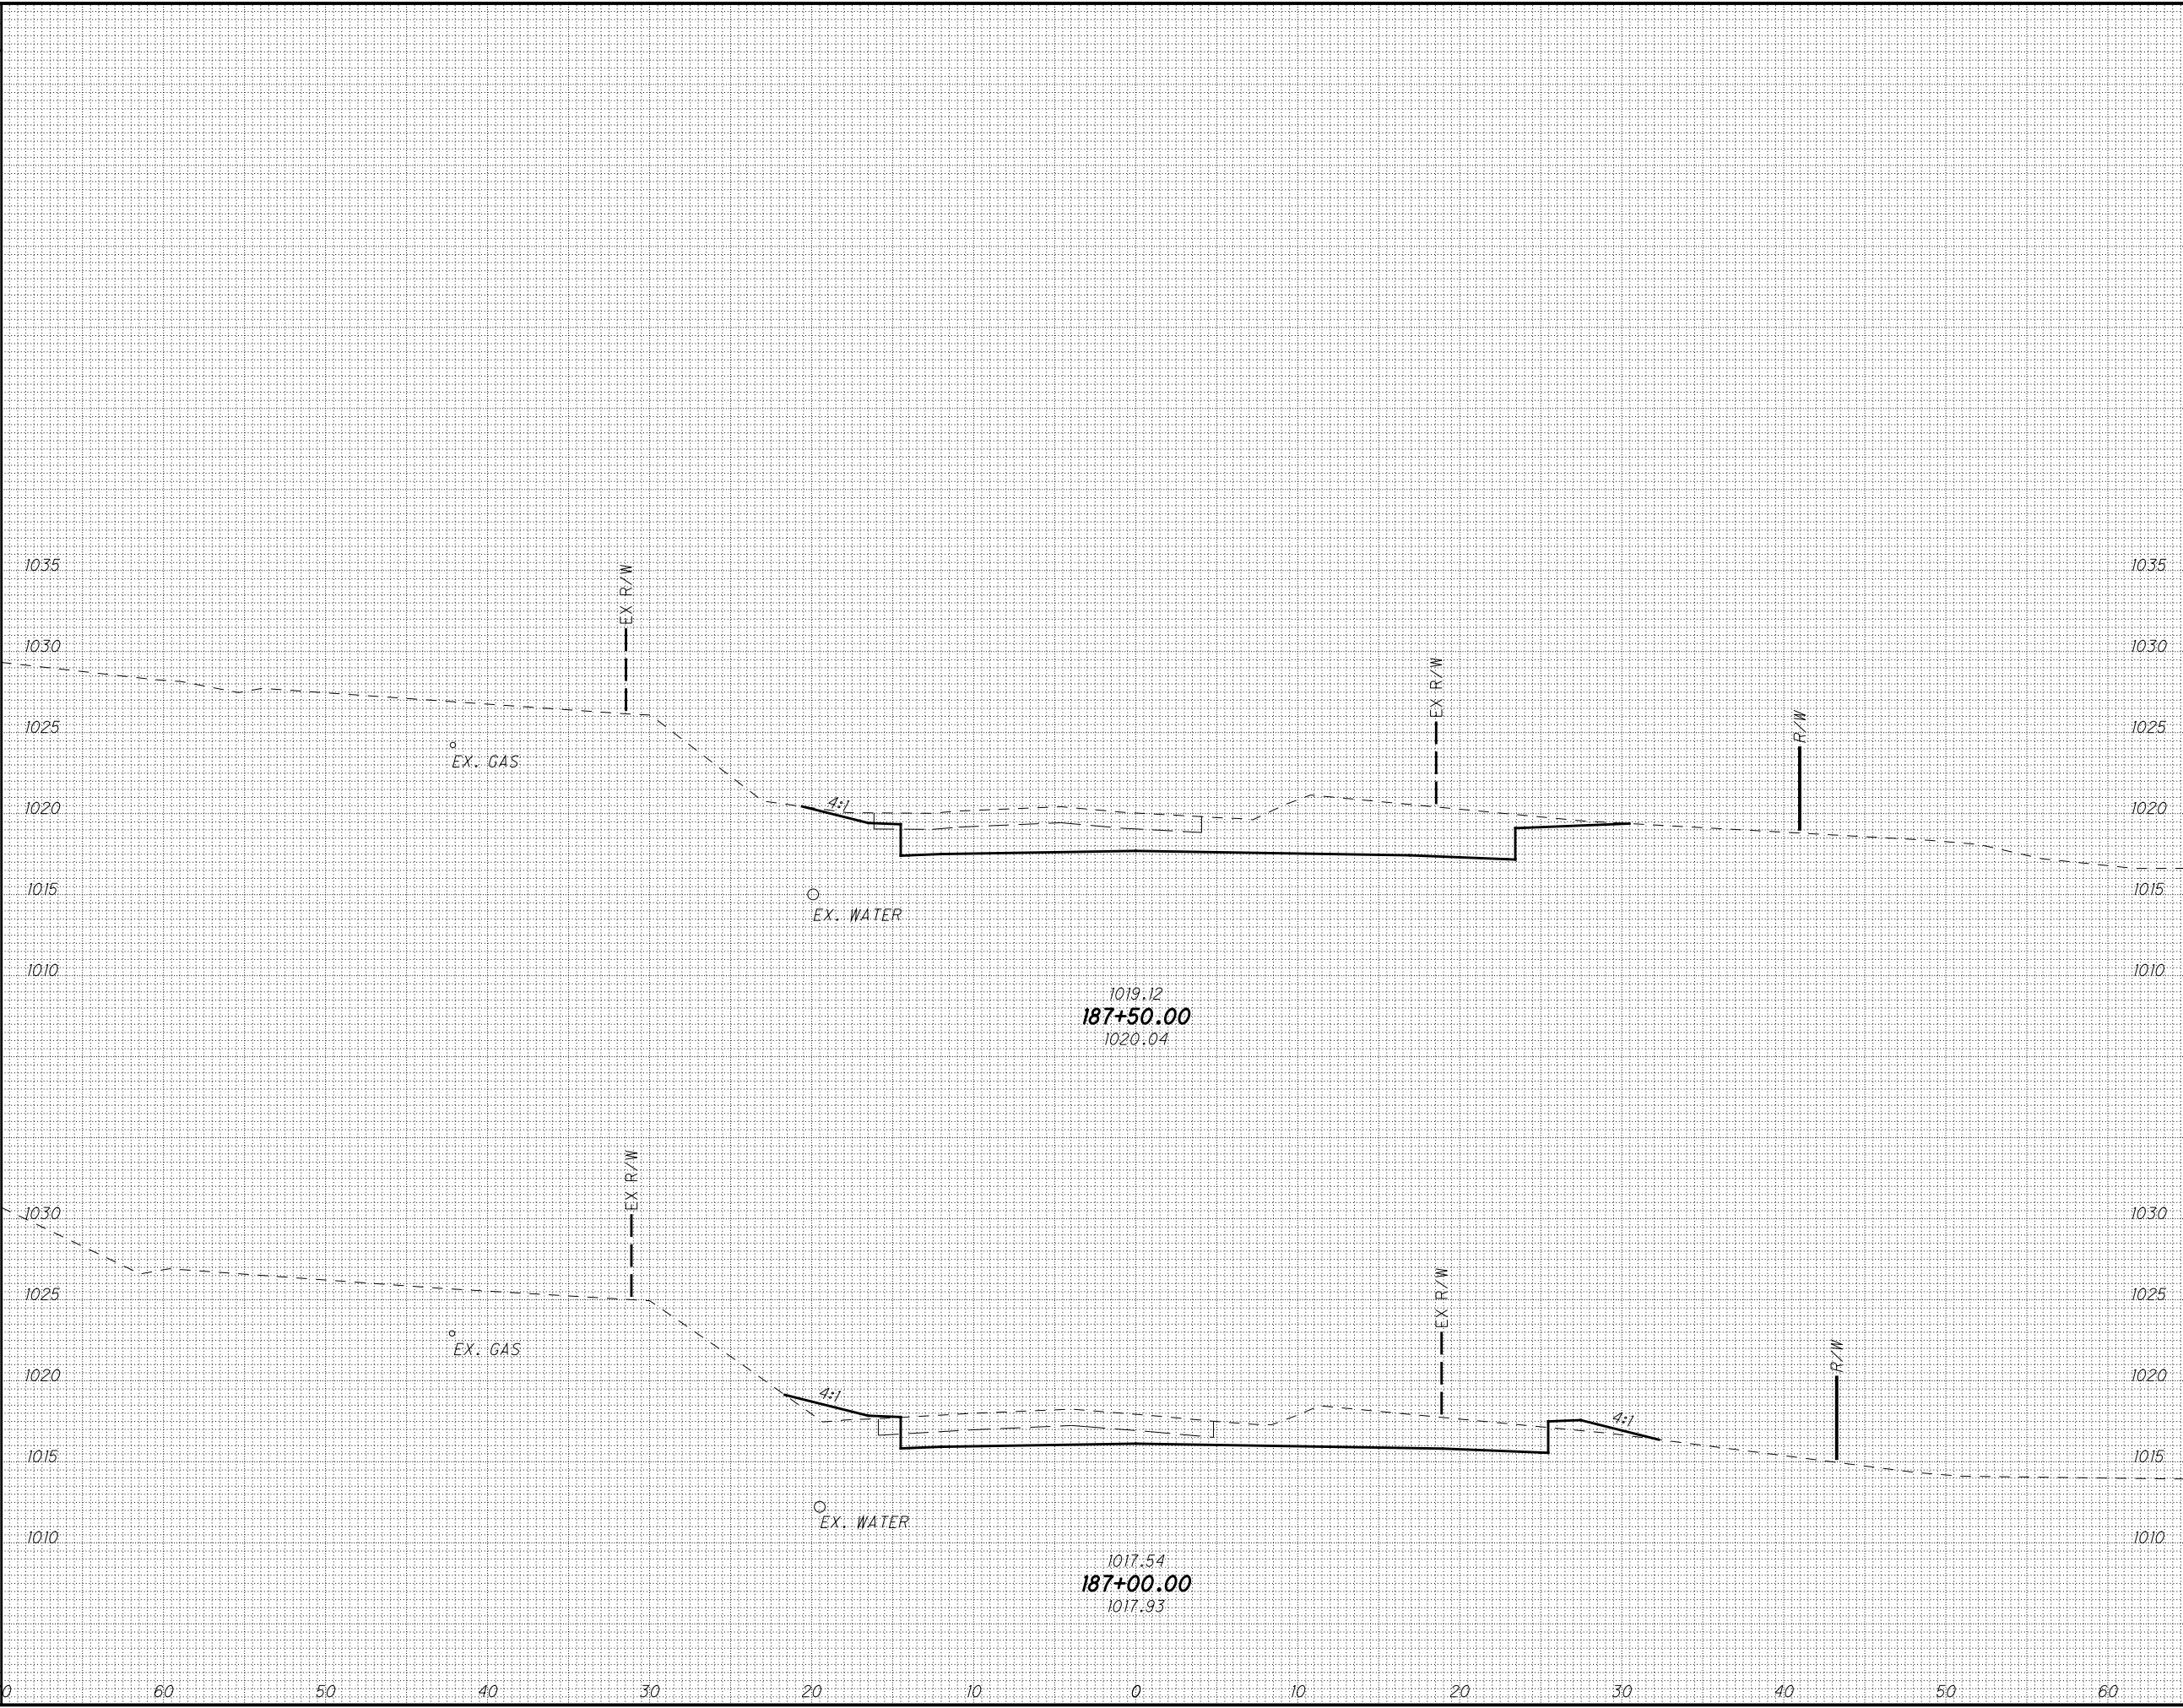 1035 1035
EX R/W
1030 1030
EX R/W
1025 R/W 1025
EX. GAS
1020 4:1 1020
1015 1015
EX. WATER
1010 1010
1019.12
187+50.00
1020.04
EX R/W
1030 1030
1025 EX R/W 1025
EX. GAS
R/W
1020 4:1 1020
4:1
1015 1015
EX. WATER
1010 1010
1017.54
187+00.00
1017.93
0 60 50 40 30 20 10 0 10 20 30 40 50 60